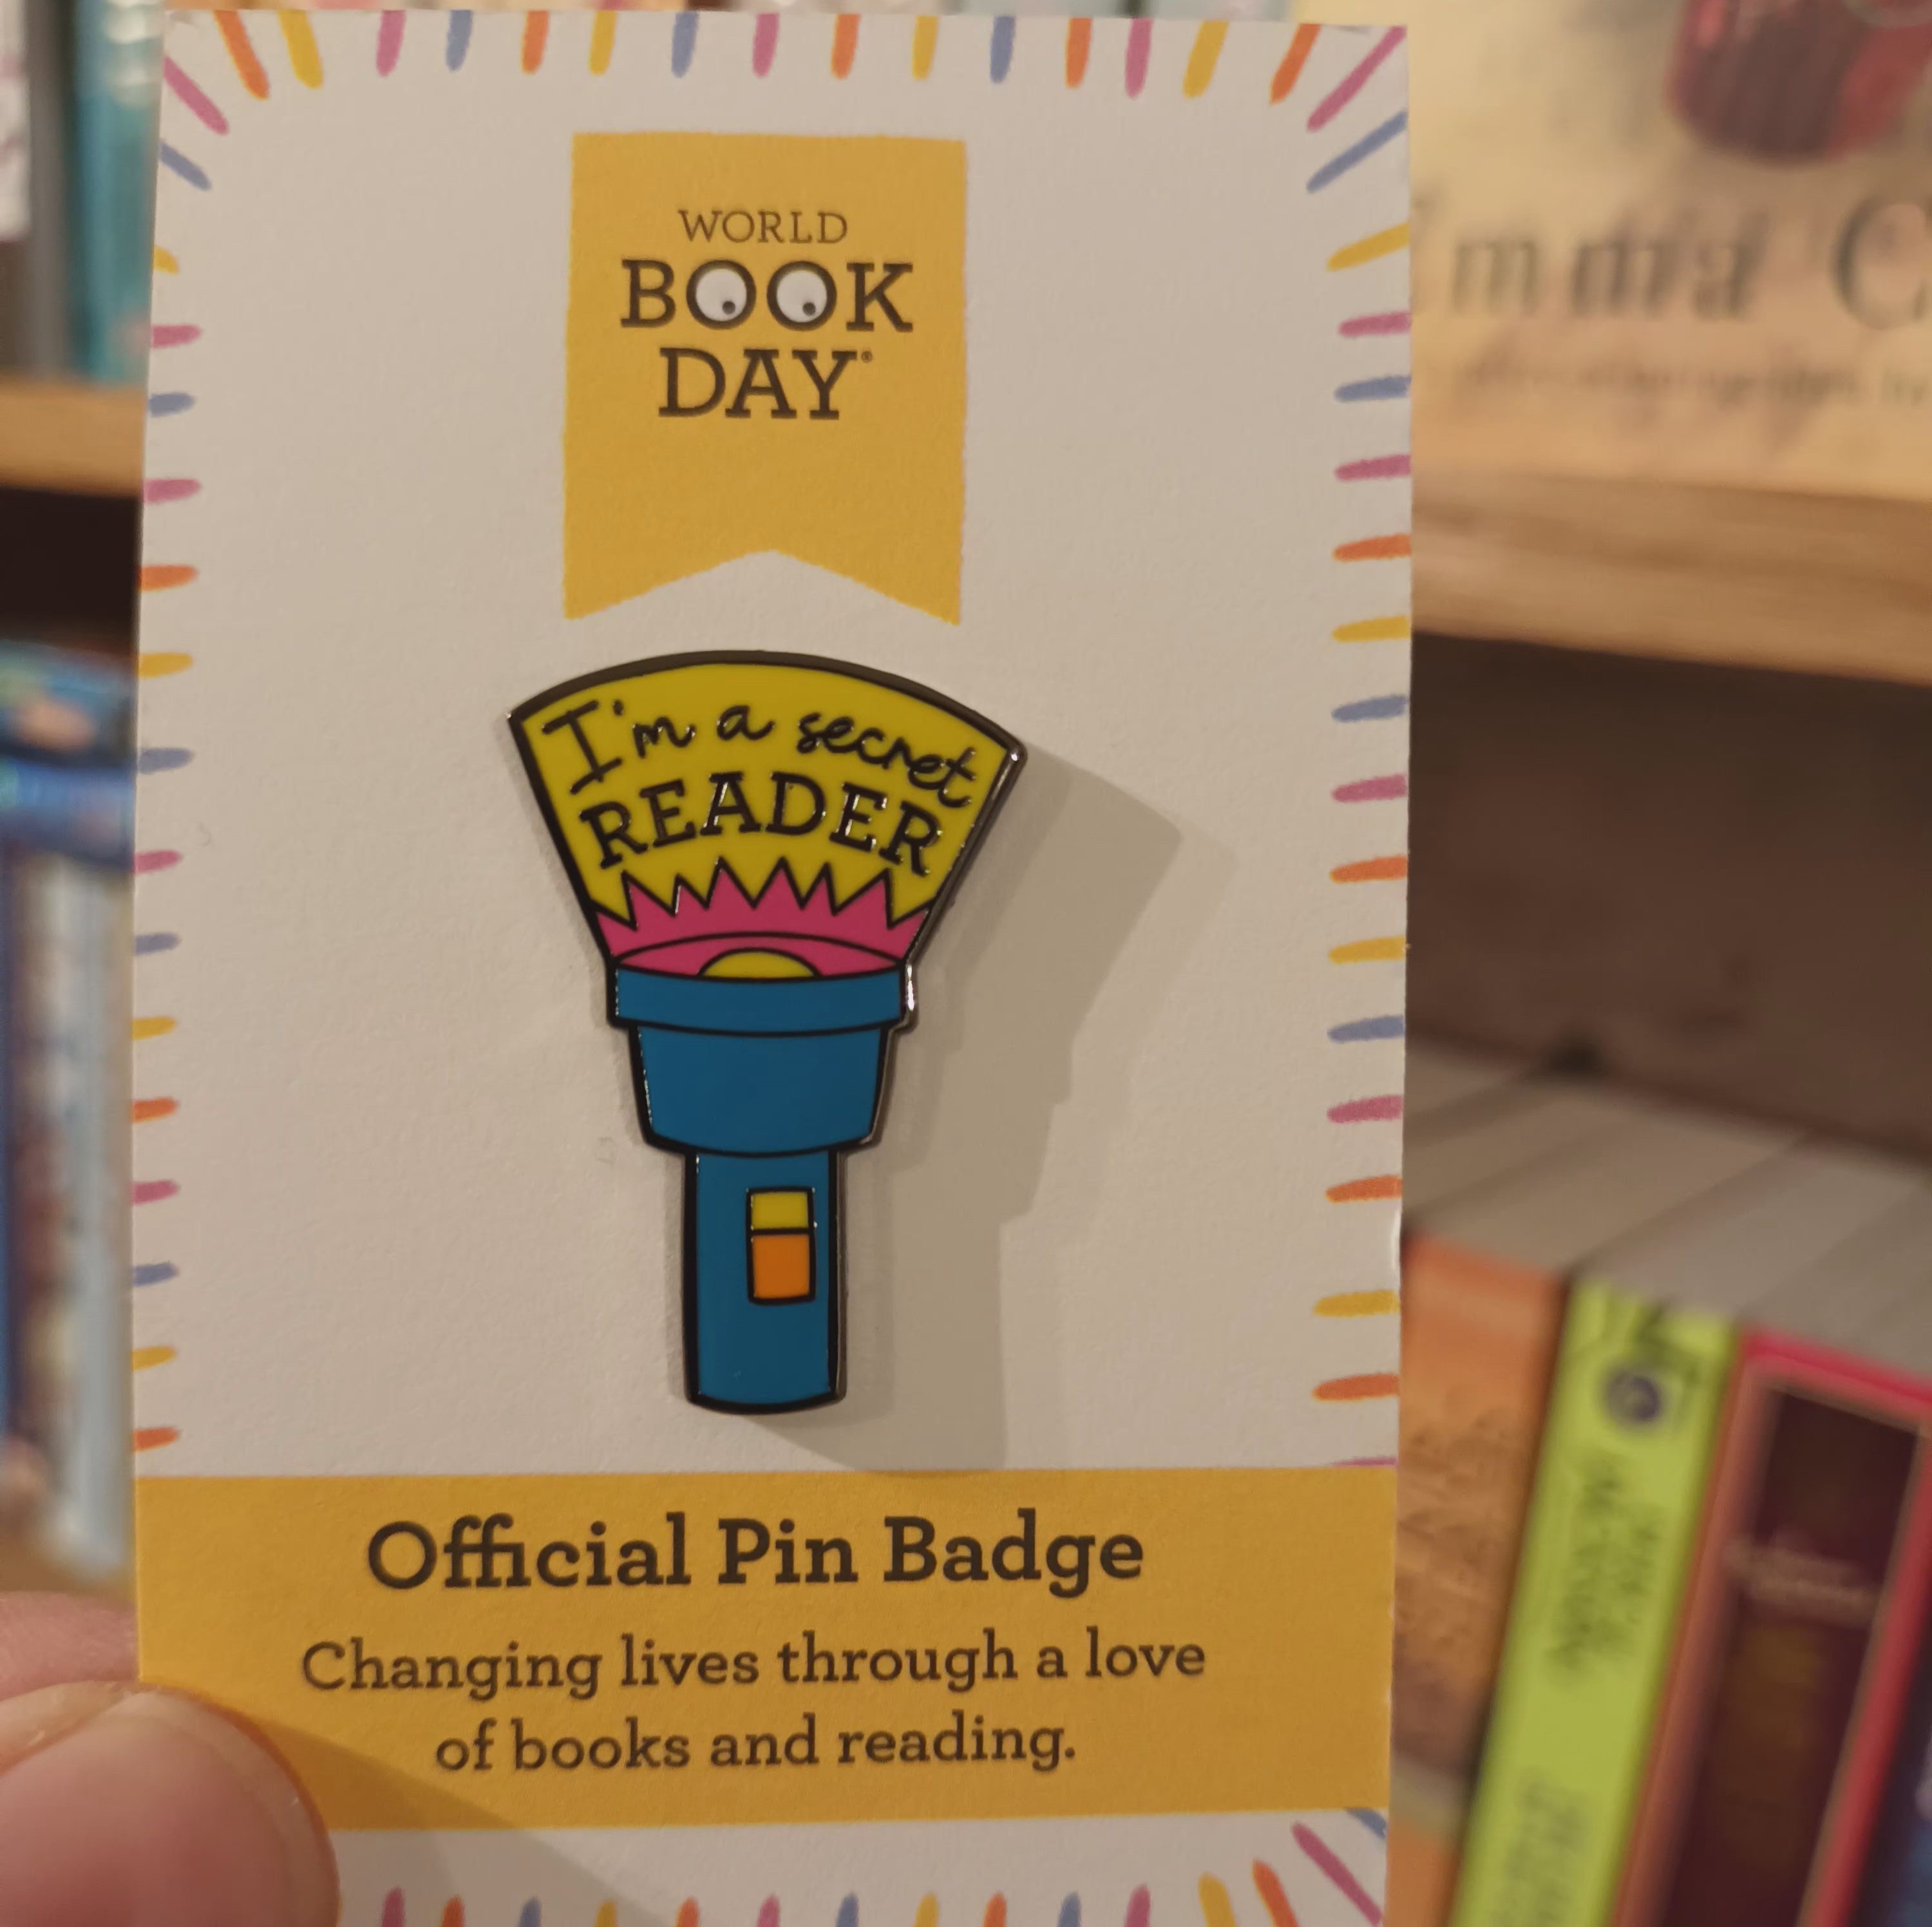 WORLD
BOOK
DAY®
I'm a secret
READER
Official Pin Badge
Changing lives through a love
of books and reading.